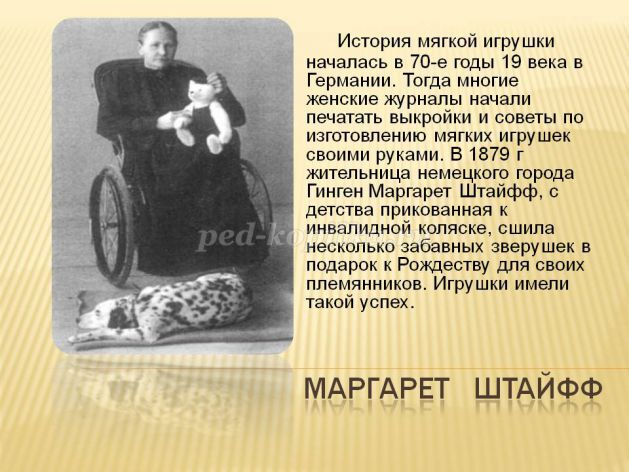 История мягкой игрушки
началась в 70-е годы 19 века в
Германии. Тогда многие
женские журналы начали
печатать выкройки и советы по
изготовлению мягких игрушек
своими руками. В 1879 г
жительница немецкого города
Гинген Маргарет Штайфф, с
детства прикованная к
инвалидной коляске, сшила
несколько забавных зверушек в
подарок к Рождеству для своих
племянников. Игрушки имели
такой успех.
МАРГАРЕТ ШТАЙФФ